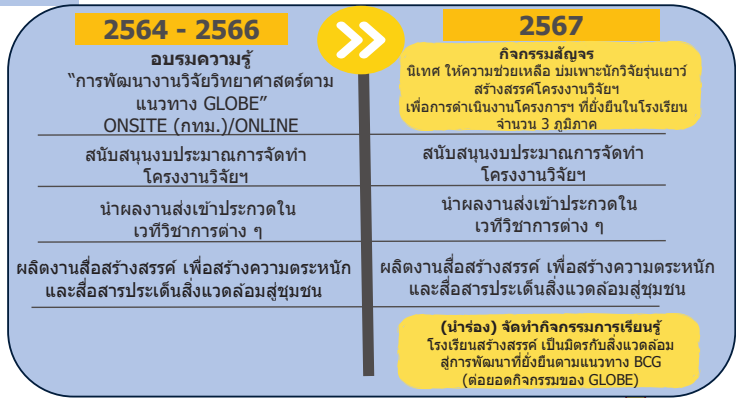 2564 - 2566
อบรมความรู้
“การพัฒนางานวิจัยวิทยาศาสตร์ตาม
แนวทาง GLOBE”
ONSITE (กทม.)/ONLINE
สนับสนุนงบประมาณการจัดทำ
โครงงานวิจัยฯ
นำผลงานส่งเข้าประกวดใน
เวทีวิชาการต่าง ๆ
ผลิตงานสื่อสร้างสรรค์ เพื่อสร้างความตระหนัก
และสื่อสารประเด็นสิ่งแวดล้อมสู่ชุมชน
2567
กิจกรรมสัญจร
นิเทศ ให้ความช่วยเหลือ บ่มเพาะนักวิจัยรุ่นเยาว์
สร้างสรรค์โครงงานวิจัยฯ
เพื่อการดำเนินงานโครงการฯ ที่ยั่งยืนในโรงเรียน
จำนวน 3 ภูมิภาค
สนับสนุนงบประมาณการจัดทำ
โครงงานวิจัยฯ
นำผลงานส่งเข้าประกวดใน
เวทีวิชาการต่าง ๆ
ผลิตงานสื่อสร้างสรรค์ เพื่อสร้างความตระหนัก
และสื่อสารประเด็นสิ่งแวดล้อมสู่ชุมชน
(นำร่อง) จัดทำกิจกรรมการเรียนรู้
โรงเรียนสร้างสรรค์ เป็นมิตรกับสิ่งแวดล้อม
สู่การพัฒนาที่ยั่งยืนตามแนวทาง BCG
(ต่อยอดกิจกรรมของ GLOBE)